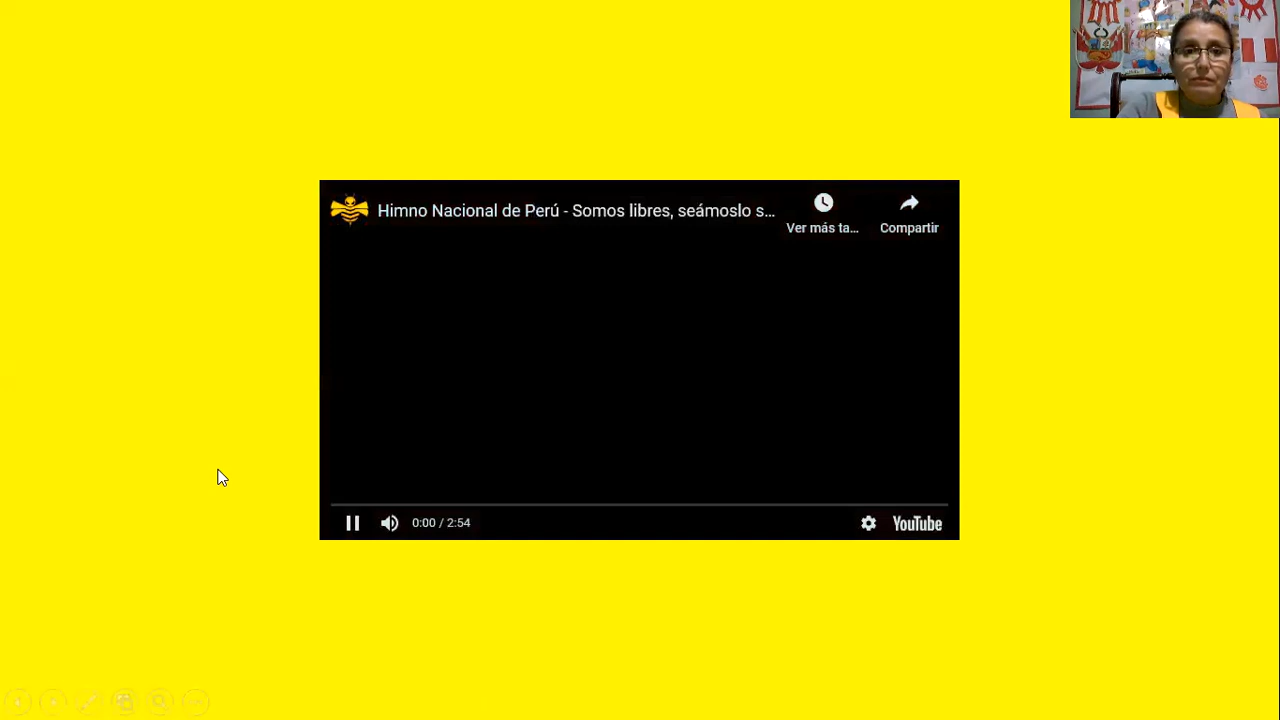 Himno Nacional de Perú - Somos libres, seámoslo s...
Ver más ta...
Compartir
0:00 / 2:54
YouTube